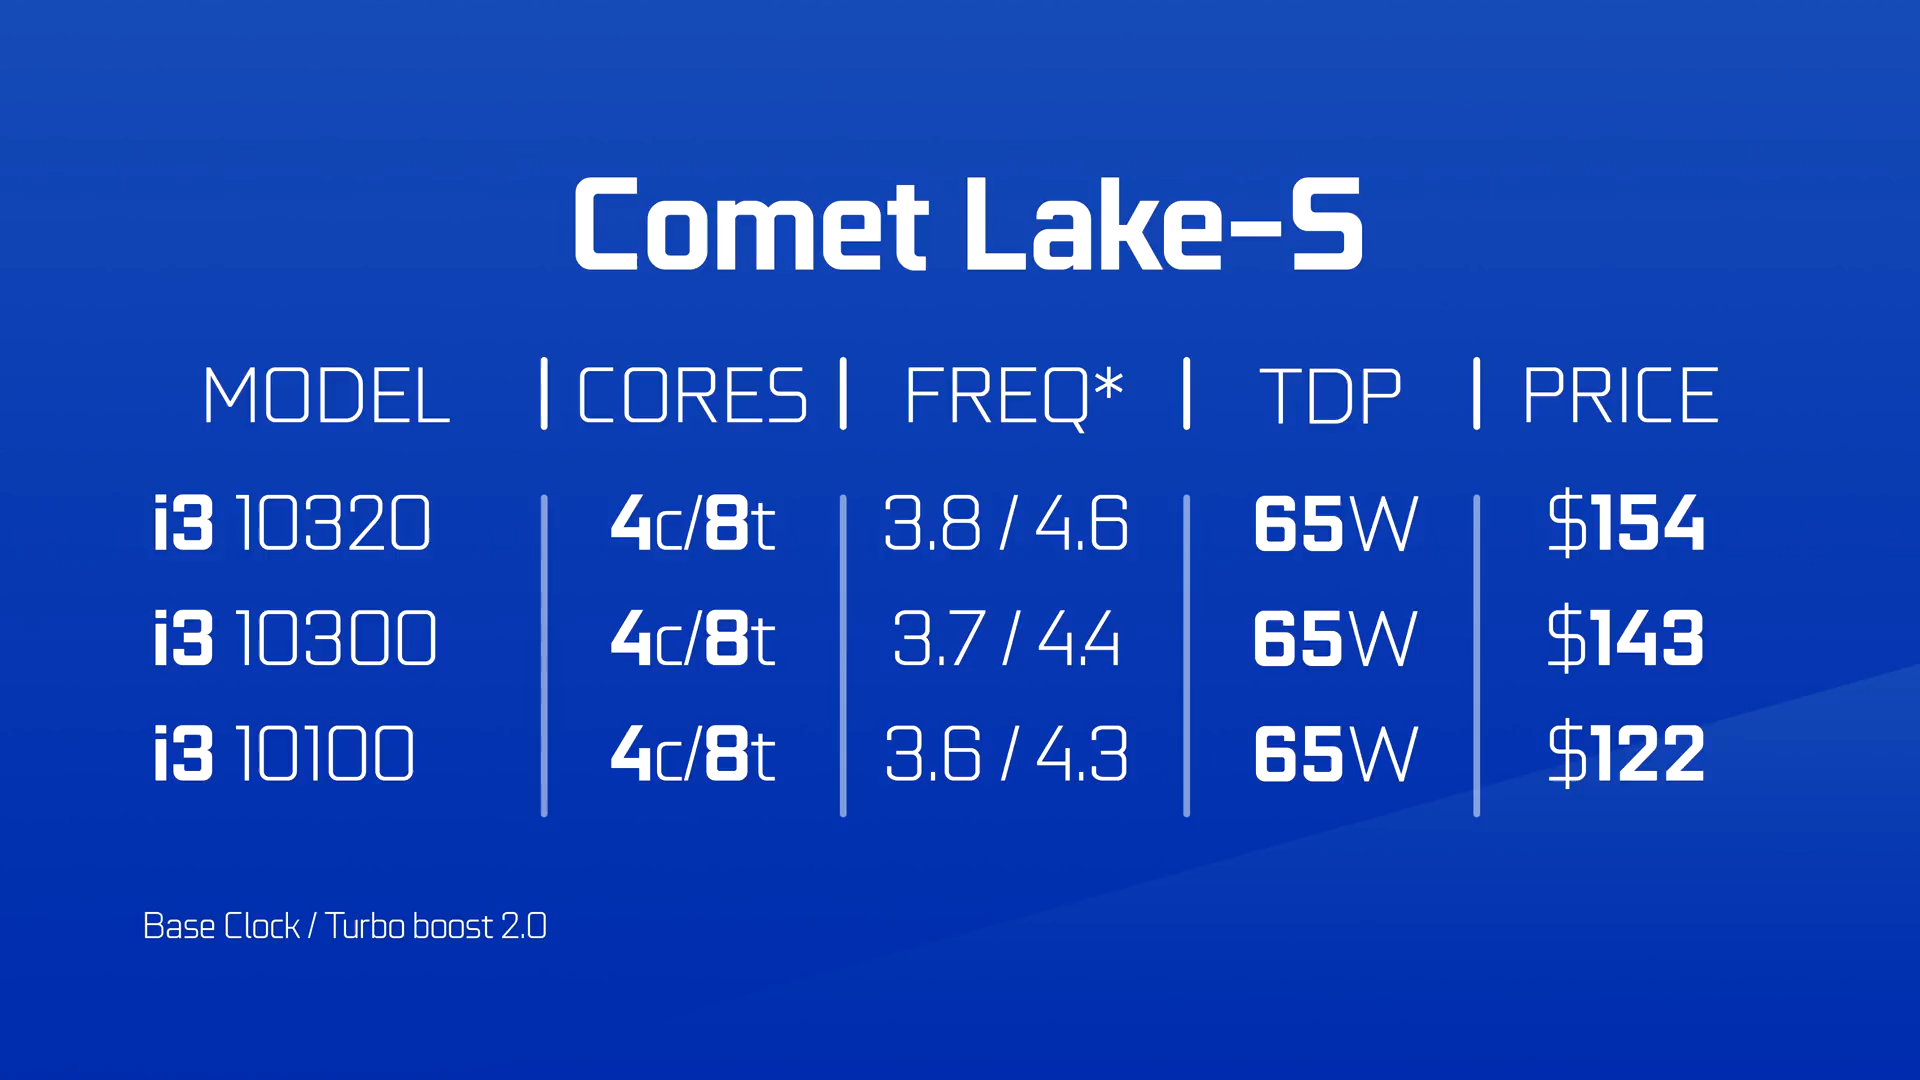 Comet Lake-S
MODEL | CORES | FREQ* | TDP | PRICE
i3 10320 4c/8t 3.8 / 4.6 65W $154
i3 10300 4c/8t 3.7 / 4.4 65W $143
i3 10100 4c/8t 3.6 / 4.3 65W $122
Base Clock / Turbo boost 2.0